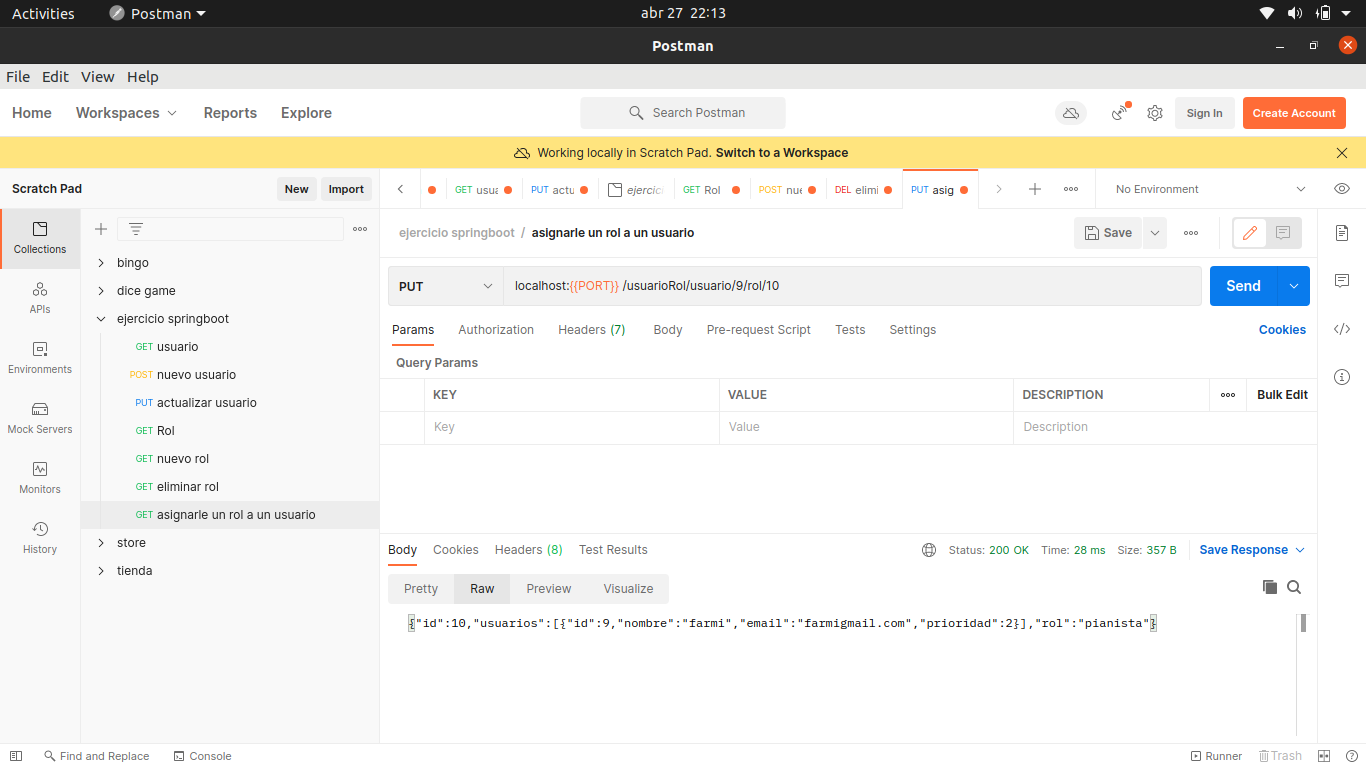 Activities Postman abr 27 22:13
Postman
File Edit View Help
Home Workspaces Reports Explore Search Postman Sign In Create Account
Working locally in Scratch Pad. Switch to a Workspace
Scratch Pad New Import GET usua PUT actu ejercic GET Rol POST nue DEL elimi PUT asig No Environment
Collections
APIs
Environments
Mock Servers
Monitors
History
bingo
dice game
ejercicio springboot
GET usuario
POST nuevo usuario
PUT actualizar usuario
GET Rol
GET nuevo rol
GET eliminar rol
GET asignarle un rol a un usuario
store
tienda
ejercicio springboot / asignarle un rol a un usuario Save
PUT localhost:{{PORT}} /usuarioRol/usuario/9/rol/10 Send
Params Authorization Headers (7) Body Pre-request Script Tests Settings Cookies
Query Params
KEY VALUE DESCRIPTION Bulk Edit
Key Value Description
Body Cookies Headers (8) Test Results Status: 200 OK Time: 28 ms Size: 357 B Save Response
Pretty Raw Preview Visualize
{"id":10,"usuarios":[{"id":9,"nombre":"farmi","email":"farmigmail.com","prioridad":2}],"rol":"pianista"}
Find and Replace Console Runner Trash